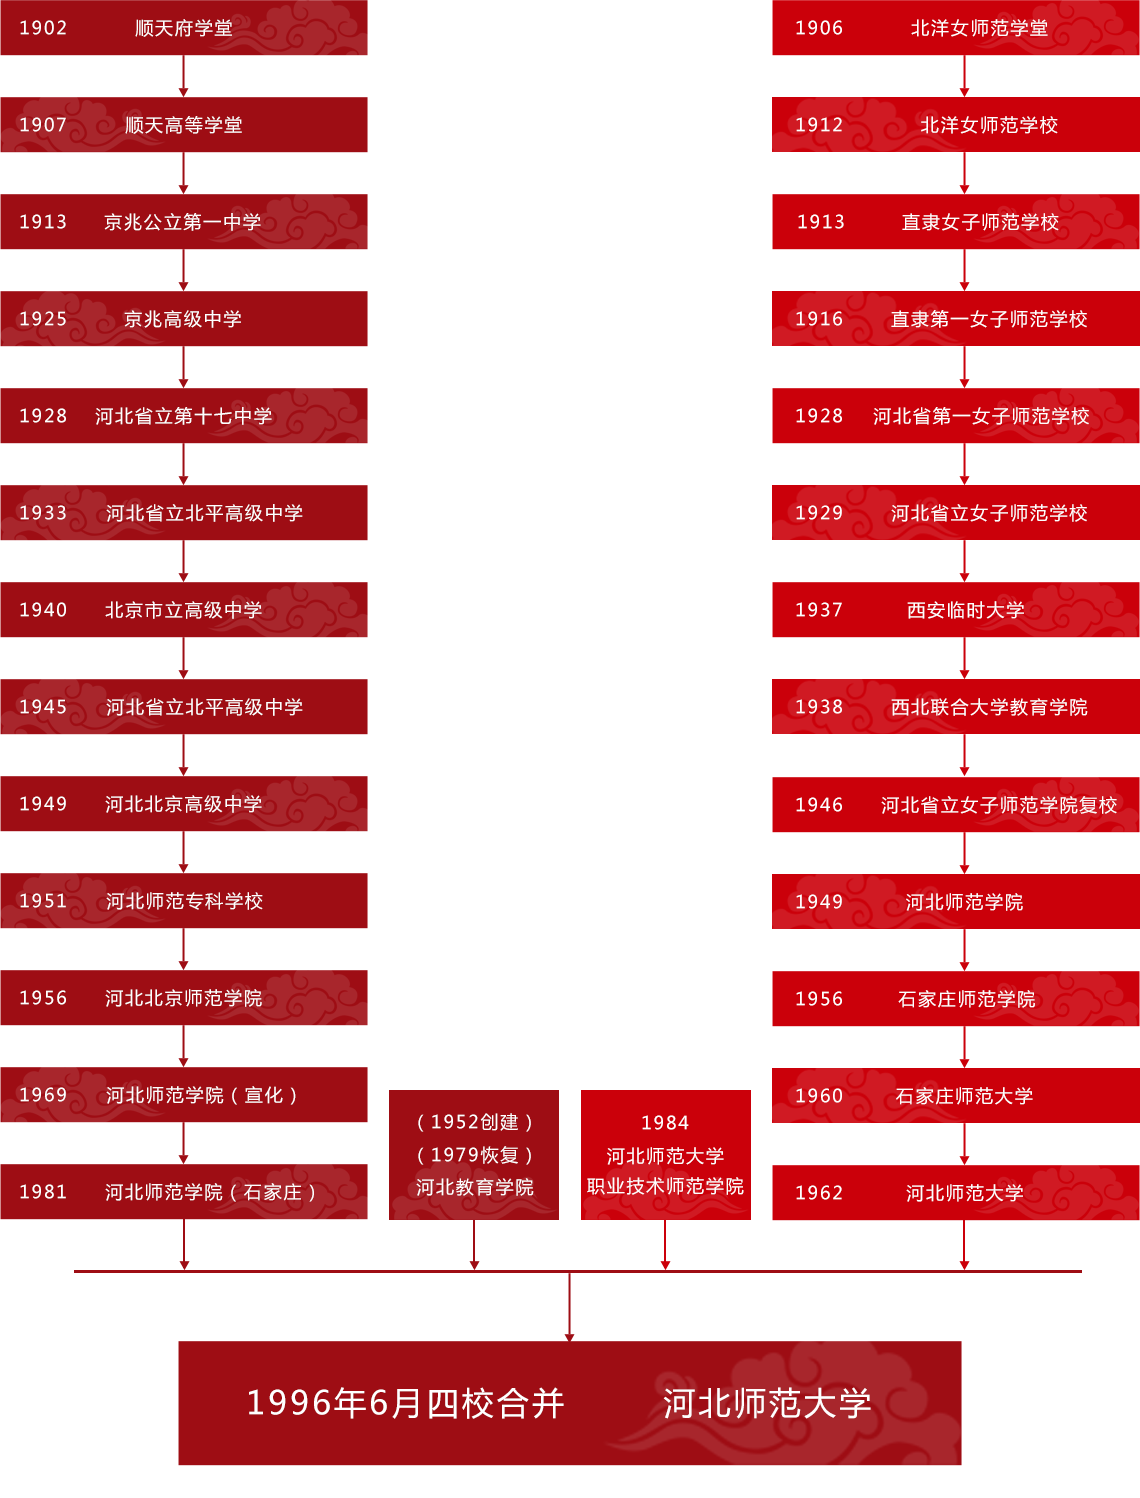 1902 顺天府学堂
1907 顺天高等学堂
1913 京兆公立第一中学
1925 京兆高级中学
1928 河北省立第十七中学
1933 河北省立北平高级中学
1940 北京市立高级中学
1945 河北省立北平高级中学
1949 河北北京高级中学
1951 河北师范专科学校
1956 河北北京师范学院
1969 河北师范学院（宣化）
1981 河北师范学院（石家庄）
（1952创建）
（1979恢复）
河北教育学院
1984
河北师范大学
职业技术师范学院
1906 北洋女师范学堂
1912 北洋女师范学校
1913 直隶女子师范学校
1916 直隶第一女子师范学校
1928 河北省第一女子师范学校
1929 河北省立女子师范学校
1937 西安临时大学
1938 西北联合大学教育学院
1946 河北省立女子师范学院复校
1949 河北师范学院
1956 石家庄师范学院
1960 石家庄师范大学
1962 河北师范大学
1996年6月四校合并 河北师范大学